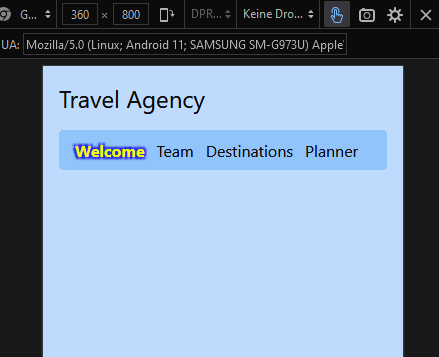 G... 360 × 800 DPR... Keine Dro...
UA: Mozilla/5.0 (Linux; Android 11; SAMSUNG SM-G973U) Apple
Travel Agency
Welcome Team Destinations Planner